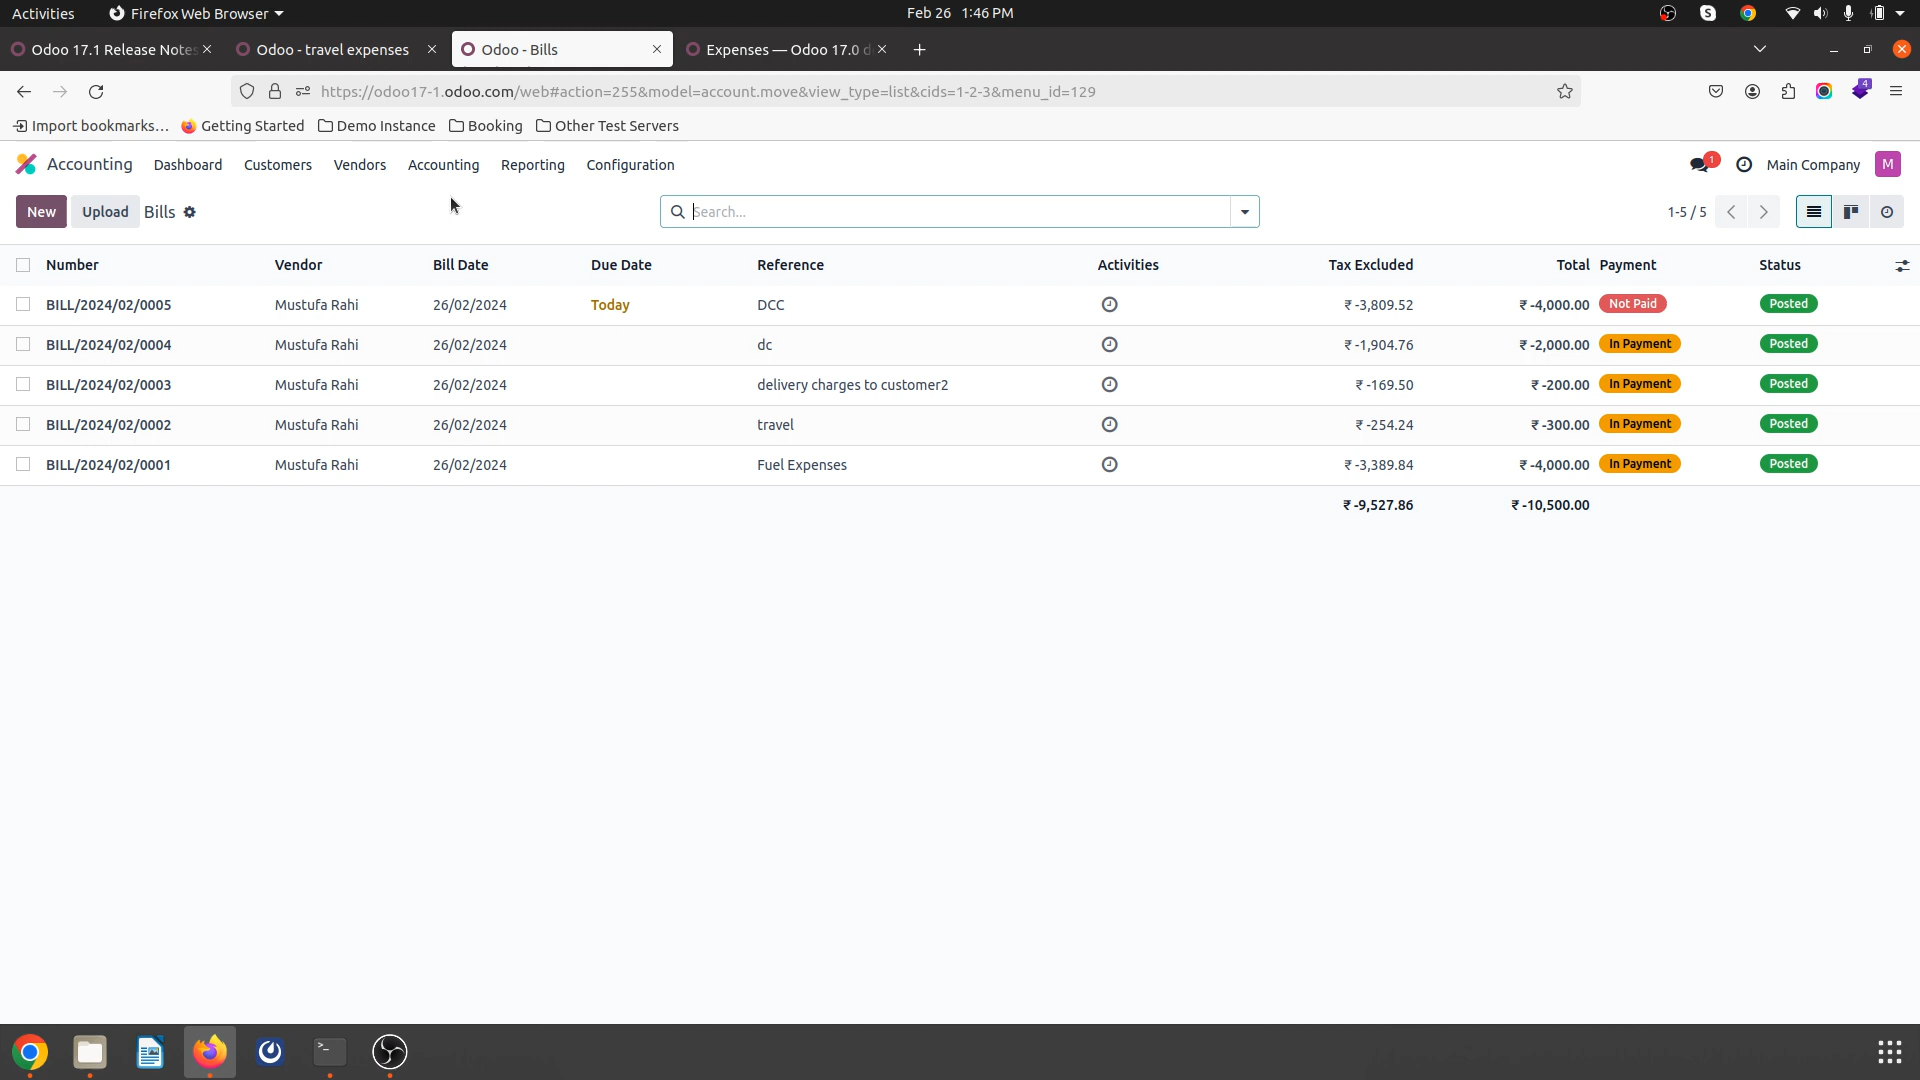 Activities Firefox Web Browser Feb 26 1:46 PM S
Odoo 17.1 Release Notes Odoo - travel expenses Odoo - Bills Expenses — Odoo 17.0 d
https://odoo17-1.odoo.com/web#action=255&model=account.move&view_type=list&cids=1-2-3&menu_id=129 4
Import bookmarks... Getting Started Demo Instance Booking Other Test Servers
Accounting Dashboard Customers Vendors Accounting Reporting Configuration 1 Main Company M
New Upload Bills Search... 1-5 / 5
Number Vendor Bill Date Due Date Reference Activities Tax Excluded Total Payment Status
BILL/2024/02/0005 Mustufa Rahi 26/02/2024 Today DCC ₹ -3,809.52 ₹ -4,000.00 Not Paid Posted
BILL/2024/02/0004 Mustufa Rahi 26/02/2024 dc ₹ -1,904.76 ₹ -2,000.00 In Payment Posted
BILL/2024/02/0003 Mustufa Rahi 26/02/2024 delivery charges to customer2 ₹ -169.50 ₹ -200.00 In Payment Posted
BILL/2024/02/0002 Mustufa Rahi 26/02/2024 travel ₹ -254.24 ₹ -300.00 In Payment Posted
BILL/2024/02/0001 Mustufa Rahi 26/02/2024 Fuel Expenses ₹ -3,389.84 ₹ -4,000.00 In Payment Posted
₹ -9,527.86 ₹ -10,500.00